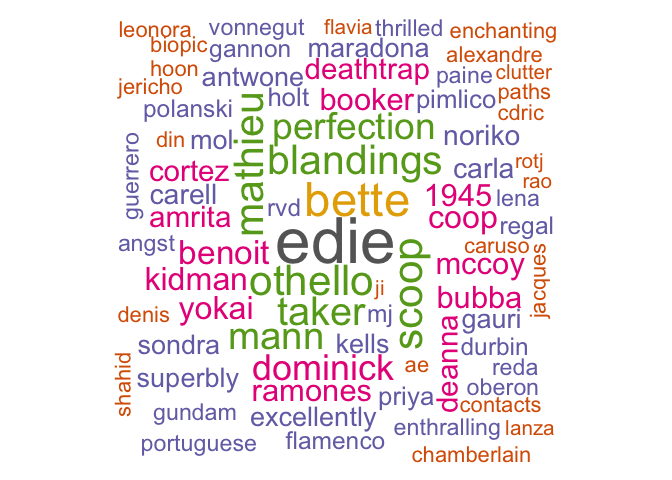 leonora
vonnegut
flavia
thrilled
enchanting
biopic
gannon
maradona
alexandre
hoon
antwone
deathtrap
paine
clutter
jericho
holt
booker
pimlico
paths
polanski
mathieu
perfection
cdric
din
mol
noriko
guerrero
cortez
blandings
carla
rotj
carell
bette
1945
lena
rao
amrita
rvd
coop
regal
angst
benoit
edie
scoop
caruso
mccoy
jacques
kidman
othello
ji
bubba
yokai
taker
mj
gauri
denis
mann
deanna
sondra
kells
durbin
shahid
superbly
dominick
ae
reda
ramones
priya
oberon
contacts
gundam
excellently
enthralling
lanza
portuguese
flamenco
chamberlain